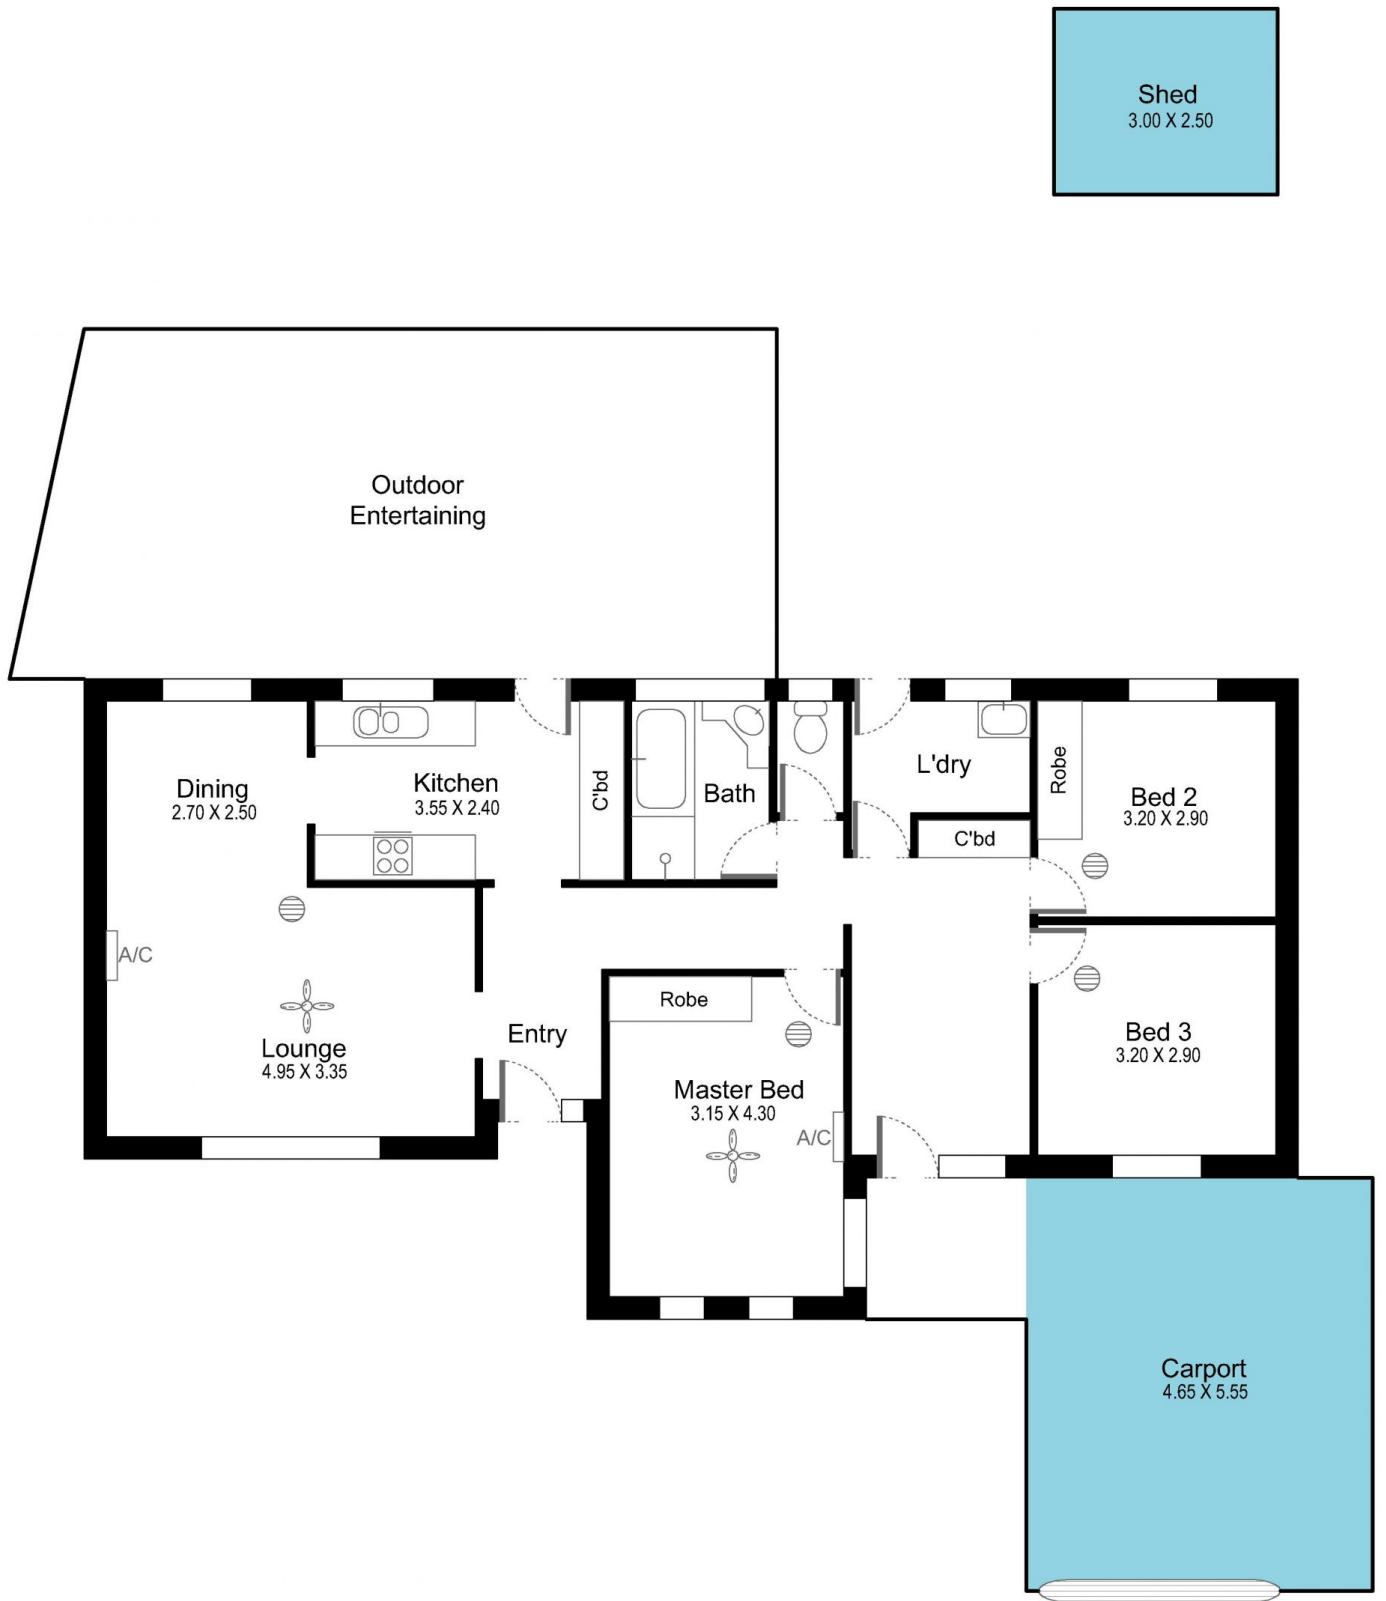 Shed
3.00 X 2.50
Outdoor
Entertaining
Dining
2.70 X 2.50
Kitchen
3.55 X 2.40
C'bd
Bath
L'dry
C'bd
Robe
Bed 2
3.20 X 2.90
A/C
Lounge
4.95 X 3.35
Entry
Robe
Master Bed
3.15 X 4.30
A/C
Bed 3
3.20 X 2.90
Carport
4.65 X 5.55